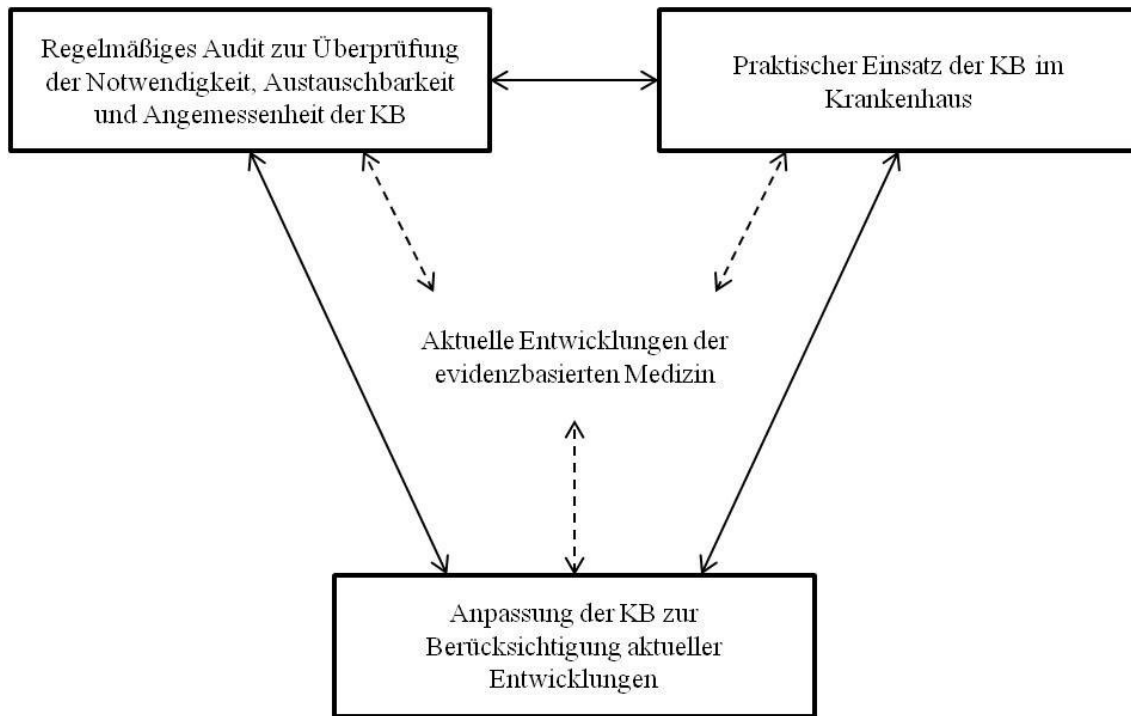 Regelmäßiges Audit zur Überprüfung
der Notwendigkeit, Austauschbarkeit
und Angemessenheit der KB
Praktischer Einsatz der KB im
Krankenhaus
Aktuelle Entwicklungen der
evidenzbasierten Medizin
Anpassung der KB zur
Berücksichtigung aktueller
Entwicklungen